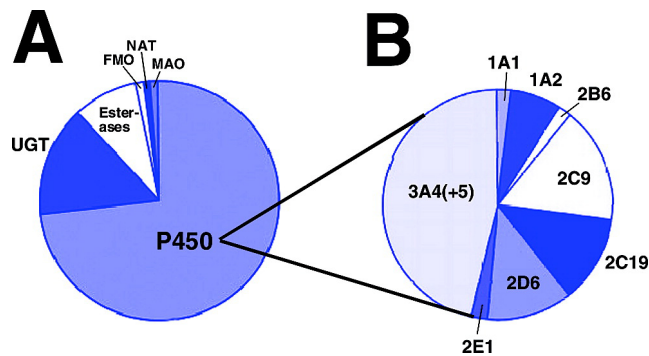 A
NAT
FMO
MAO
Ester-
ases
UGT
P450
B
1A1
1A2
2B6
2C9
3A4(+5)
2C19
2D6
2E1